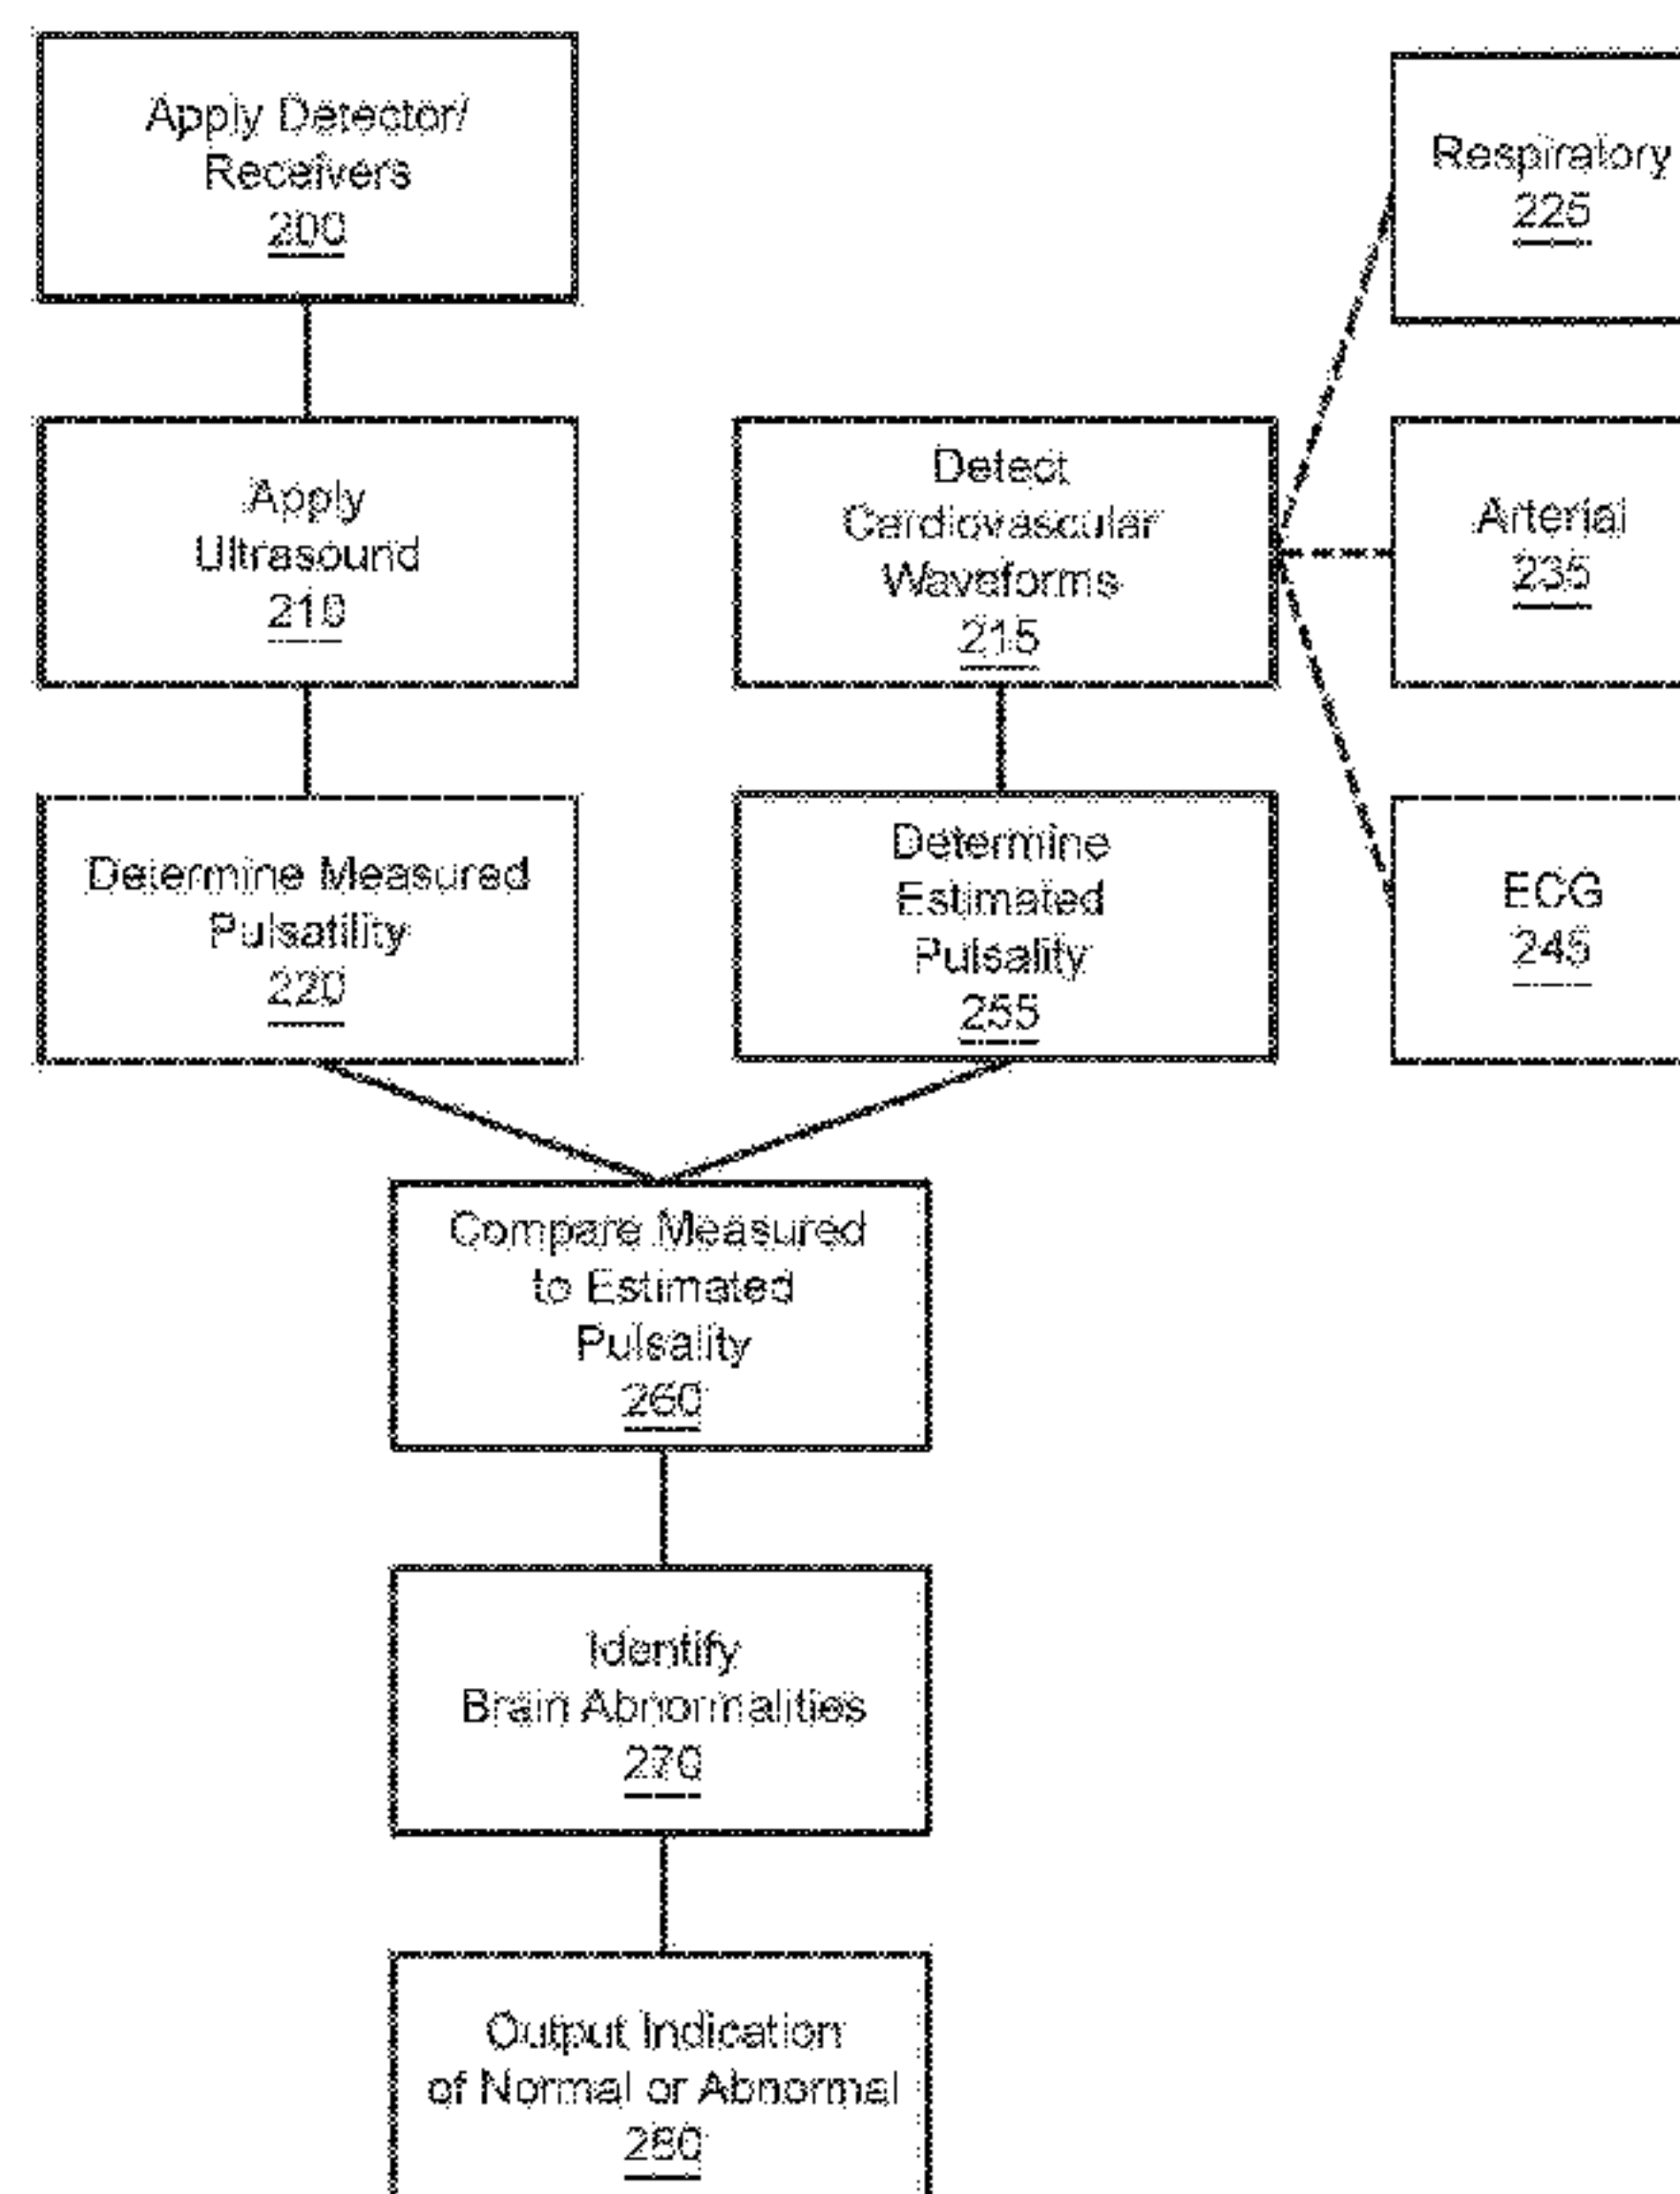 Apply Detector/
Receivers
200
Apply
Ultrasound
210
Determine Measured
Pulsatility
220
Detect
Cardiovascular
Waveforms
215
Determine
Estimated
Pulsality
255
Respiratory
225
Arterial
235
ECG
245
Compare Measured
to Estimated
Pulsality
260
Identify
Brain Abnormalities
270
Output Indication
of Normal or Abnormal
280